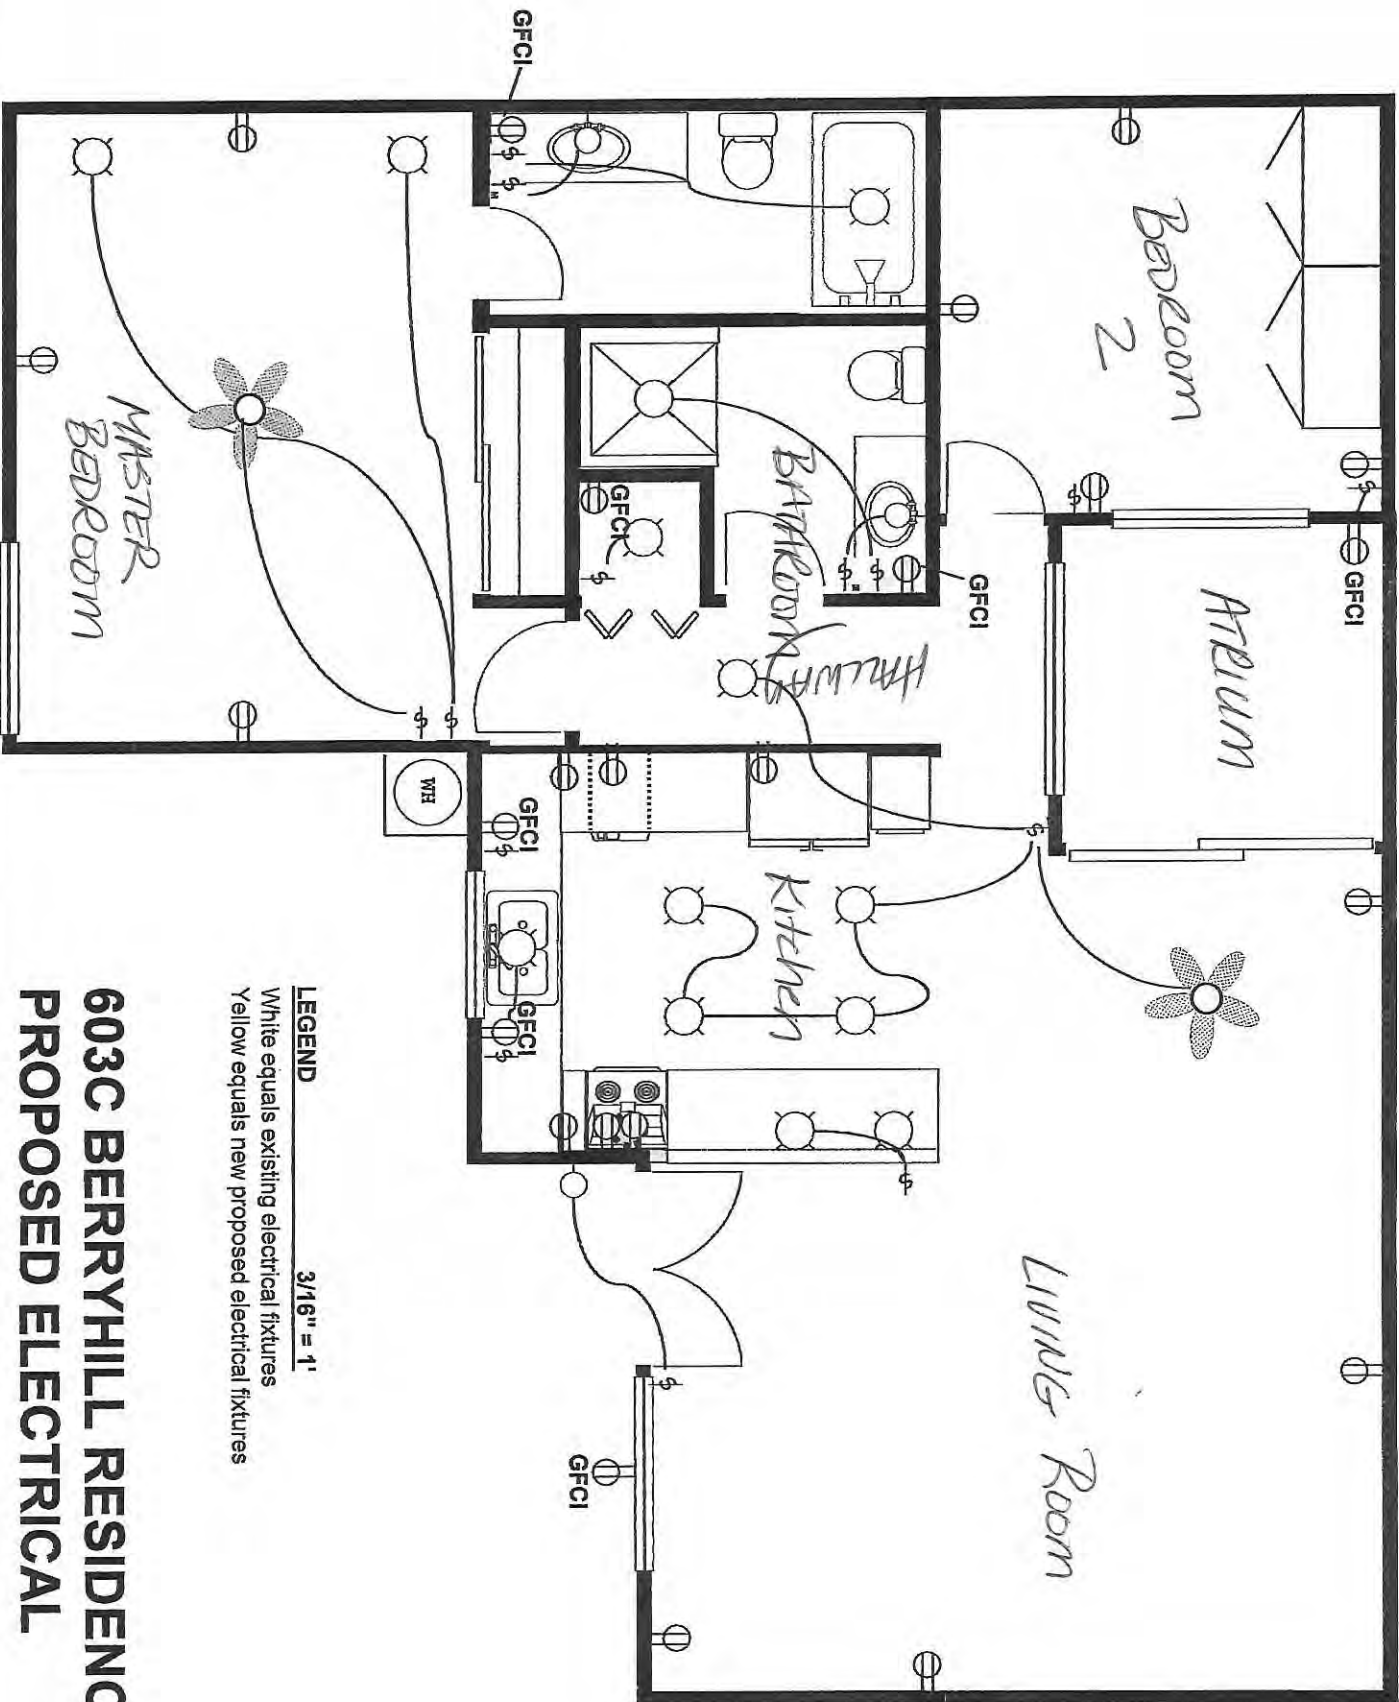 BEDROOM
2
ATRIUM
GFCI
GFCI
GFCI
GFCI
BATHROOM
HALLWAY
MASTER
BEDROOM
WH
GFCI
GFCI
Kitchen
LIVING ROOM
GFCI
LEGEND 3/16" = 1'
White equals existing electrical fixtures
Yellow equals new proposed electrical fixtures
603C BERRYHILL RESIDENC
PROPOSED ELECTRICAL